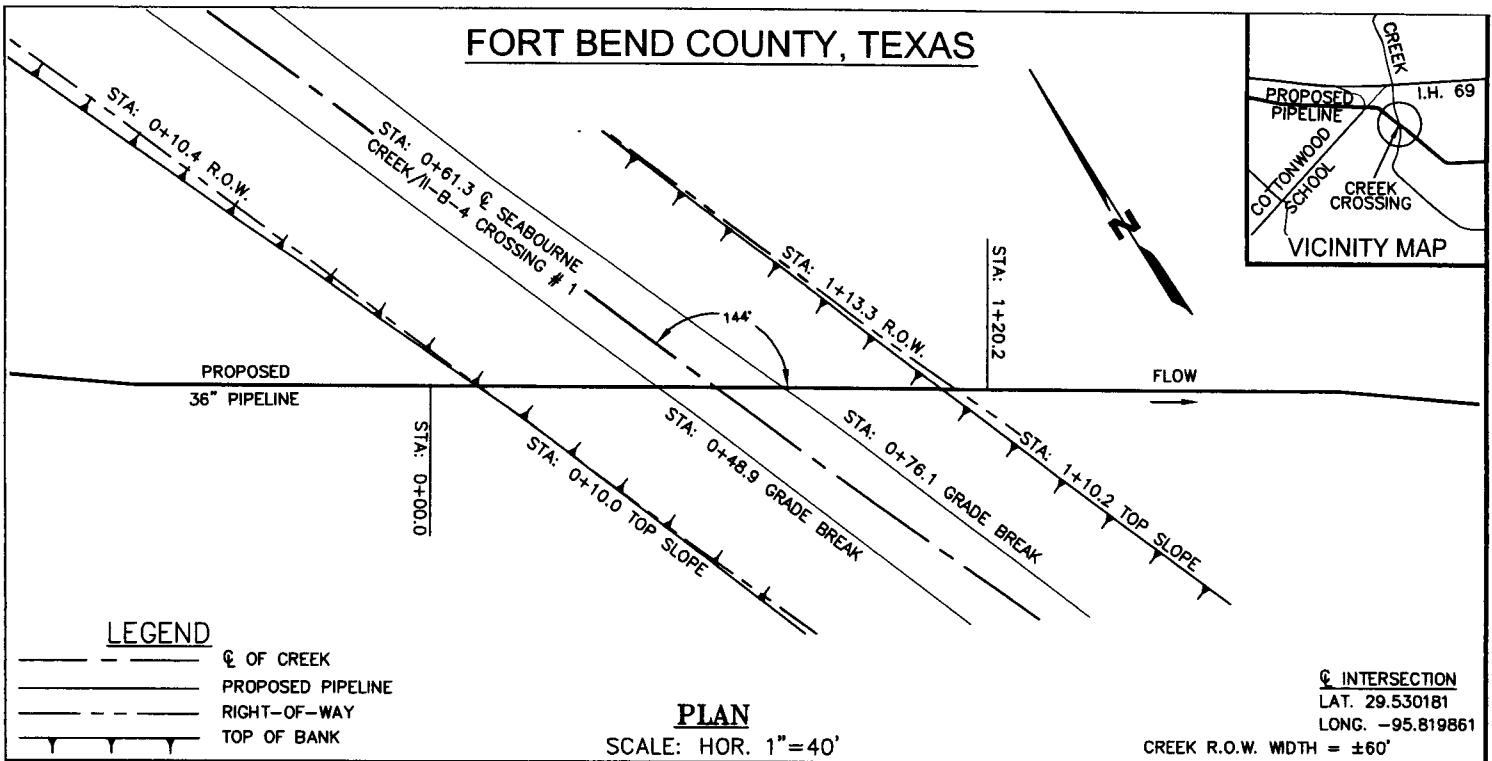 FORT BEND COUNTY, TEXAS
CREEK
PROPOSED
PIPELINE
I.H. 69
COTTONWOOD
SCHOOL
CREEK
CROSSING
VICINITY MAP
STA: 0+10.4 R.O.W.
STA: 0+61.3 ℄ SEABOURNE
CREEK/II-B-4 CROSSING # 1
N
STA: 1+13.3 R.O.W.
STA: 1+20.2
144°
PROPOSED
36" PIPELINE
FLOW
STA: 0+00.0
STA: 0+10.0 TOP SLOPE
STA: 0+48.9 GRADE BREAK
STA: 0+76.1 GRADE BREAK
STA: 1+10.2 TOP SLOPE
LEGEND
℄ OF CREEK
PROPOSED PIPELINE
RIGHT-OF-WAY
TOP OF BANK
PLAN
SCALE: HOR. 1"=40'
℄ INTERSECTION
LAT. 29.530181
LONG. -95.819861
CREEK R.O.W. WIDTH = ±60'